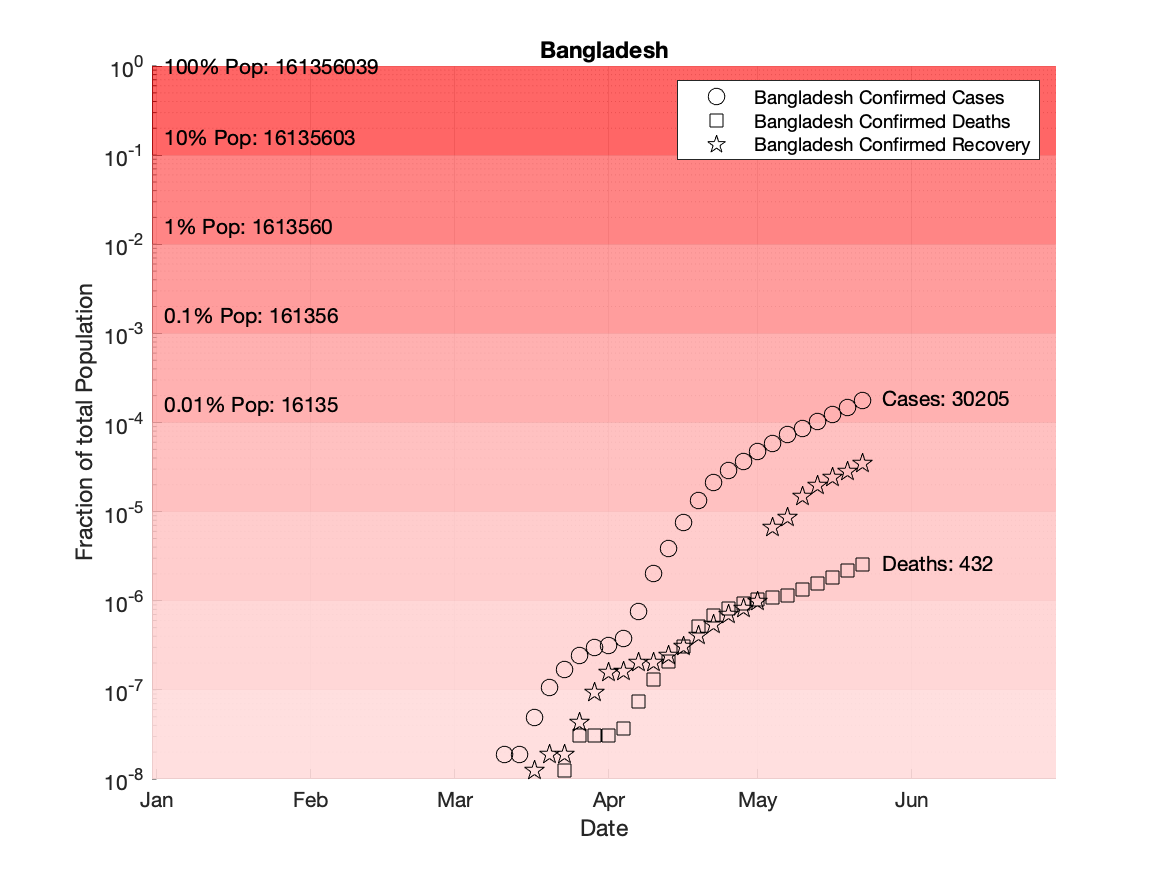 Bangladesh
10^0
100% Pop: 161356039
Bangladesh Confirmed Cases
Bangladesh Confirmed Deaths
Bangladesh Confirmed Recovery
10% Pop: 16135603
10^-1
1% Pop: 1613560
10^-2
0.1% Pop: 161356
10^-3
0.01% Pop: 16135
10^-4
Cases: 30205
10^-5
Deaths: 432
10^-6
10^-7
10^-8
Fraction of total Population
Jan Feb Mar Apr May Jun
Date